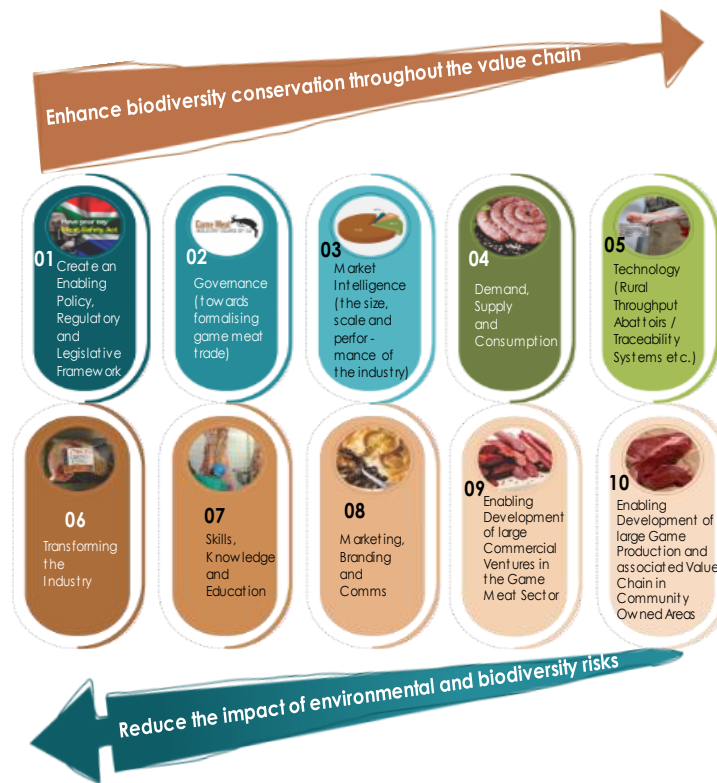 Enhance biodiversity conservation throughout the value chain
01
Create an
Enabling
Policy,
Regulatory
and
Legislative
Framework
02
Governance
(towards
formalising
game meat
trade)
03
Market
Intelligence
(the size,
scale and
perfor-
mance of
the industry)
04
Demand,
Supply
and
Consumption
05
Technology
(Rural
Throughput
Abattoirs /
Traceability
Systems etc.)
06
Transforming
the
Industry
07
Skills,
Knowledge
and
Education
08
Marketing,
Branding
and
Comms
09
Enabling
Development
of large
Commercial
Ventures in
the Game
Meat Sector
10
Enabling
Development of
large Game
Production and
associated Value
Chain in
Community
Owned Areas
Reduce the impact of environmental and biodiversity risks